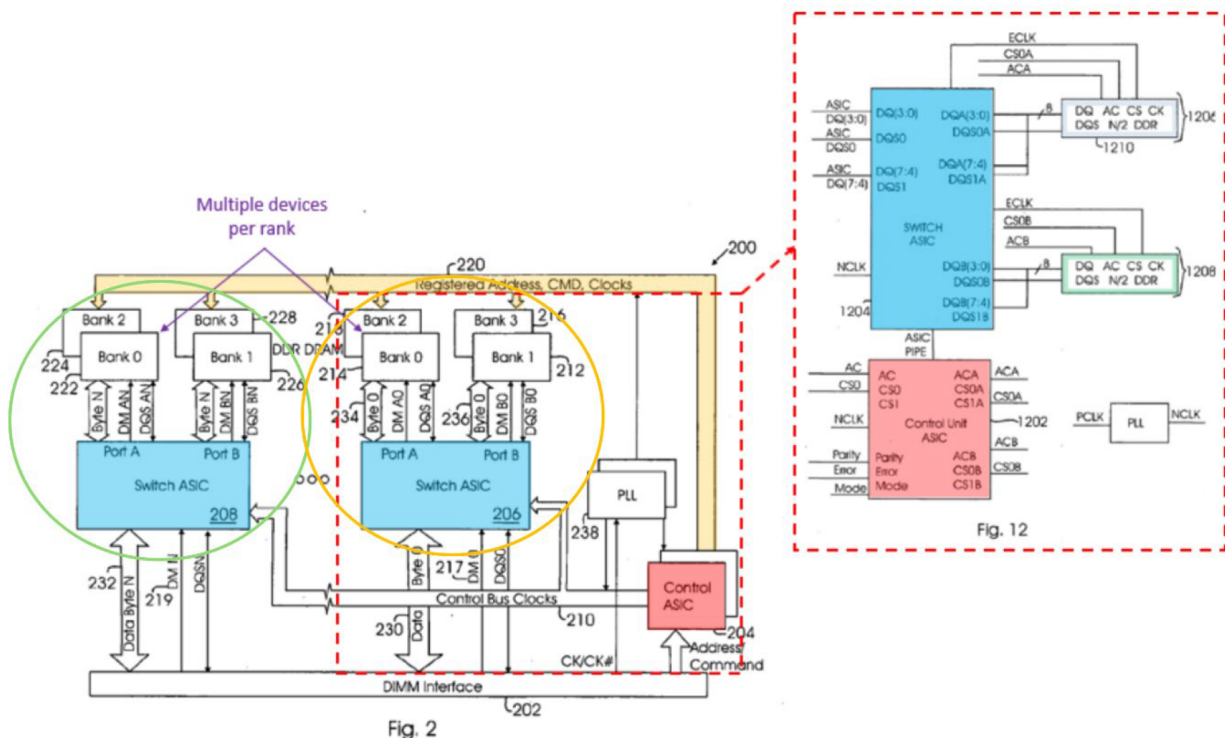 Multiple devices
per rank
200
220
Registered Address, CMD, Clocks
Bank 2
228
Bank 3
Bank 2
216
Bank 3
224
Bank 0
Bank 1
DDR DRAM
Bank 0
Bank 1
212
222
226
214
Byte N
DM AN
DQS AN
Byte N
DM BN
DQS BN
234
Byte 0
DM A0
DQS A0
236
Byte 0
DM B0
DQS B0
Port A
Port B
Switch ASIC
208
Port A
Port B
Switch ASIC
206
PLL
238
232
Data Byte N
219
DM N
DQSN
230
Data
Byte 0
217
DM 0
DQS0
Control Bus Clocks
210
Control
ASIC
204
Address/
Command
CK/CK#
DIMM Interface
202
Fig. 2
ECLK
CS0A
ACA
ASIC
DQ(3:0)
ASIC
DQS0
ASIC
DQ(7:4)
DQ(3:0)
DQS0
DQ(7:4)
DQS1
DQA(3:0)
DQS0A
DQA(7:4)
DQS1A
8
DQ AC CS CK
DQS N/2 DDR
1206
1210
SWITCH
ASIC
ECLK
CS0B
ACB
NCLK
DQB(3:0)
DQS0B
DQB(7:4)
DQS1B
8
DQ AC CS CK
DQS N/2 DDR
1208
1204
ASIC
PIPE
AC
CS0
NCLK
Parity
Error
Mode
AC
CS0
CS1
ACA
CS0A
CS1A
Control Unit
ASIC
Parity
Error
Mode
ACB
CS0B
CS1B
ACA
CS0A
1202
ACB
CS0B
PCLK
PLL
NCLK
Fig. 12